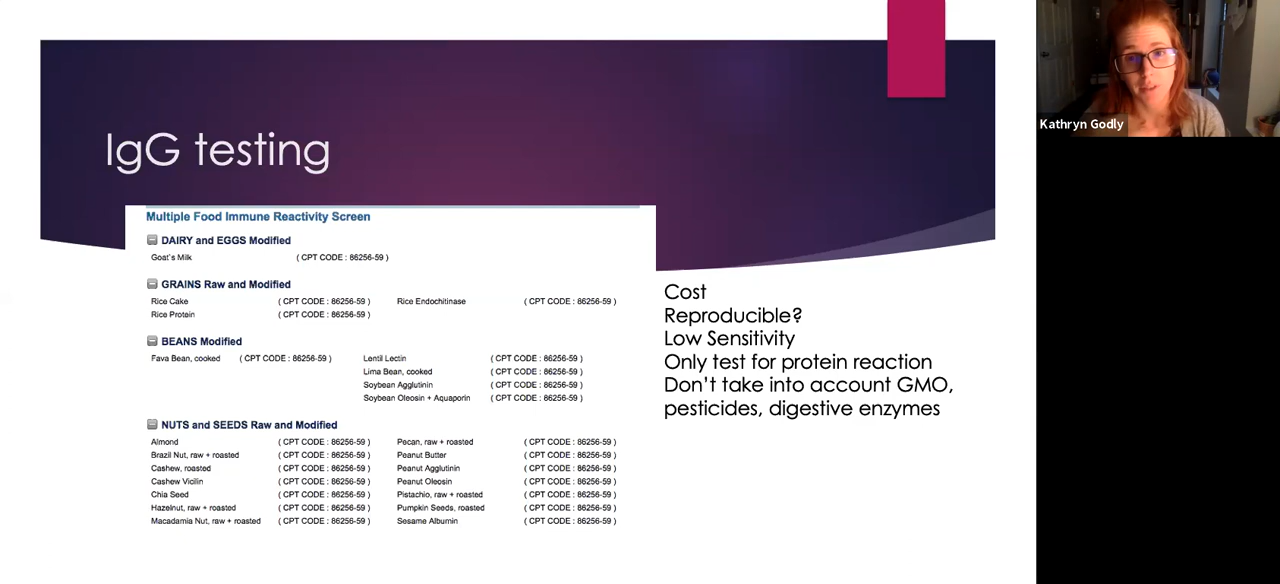 IgG testing
Kathryn Godly
Multiple Food Immune Reactivity Screen
DAIRY and EGGS Modified
Goat's Milk ( CPT CODE : 86256-59 )
GRAINS Raw and Modified
Rice Cake ( CPT CODE : 86256-59 ) Rice Endochitinase ( CPT CODE : 86256-59 )
Rice Protein ( CPT CODE : 86256-59 )
BEANS Modified
Fava Bean, cooked ( CPT CODE : 86256-59 ) Lentil Lectin ( CPT CODE : 86256-59 )
Lima Bean, cooked ( CPT CODE : 86256-59 )
Soybean Agglutinin ( CPT CODE : 86256-59 )
Soybean Oleosin + Aquaporin ( CPT CODE : 86256-59 )
NUTS and SEEDS Raw and Modified
Almond ( CPT CODE : 86256-59 ) Pecan, raw + roasted ( CPT CODE : 86256-59 )
Brazil Nut, raw + roasted ( CPT CODE : 86256-59 ) Peanut Butter ( CPT CODE : 86256-59 )
Cashew, roasted ( CPT CODE : 86256-59 ) Peanut Agglutinin ( CPT CODE : 86256-59 )
Cashew Vicilin ( CPT CODE : 86256-59 ) Peanut Oleosin ( CPT CODE : 86256-59 )
Chia Seed ( CPT CODE : 86256-59 ) Pistachio, raw + roasted ( CPT CODE : 86256-59 )
Hazelnut, raw + roasted ( CPT CODE : 86256-59 ) Pumpkin Seeds, roasted ( CPT CODE : 86256-59 )
Macadamia Nut, raw + roasted ( CPT CODE : 86256-59 ) Sesame Albumin ( CPT CODE : 86256-59 )
Cost
Reproducible?
Low Sensitivity
Only test for protein reaction
Don't take into account GMO,
pesticides, digestive enzymes